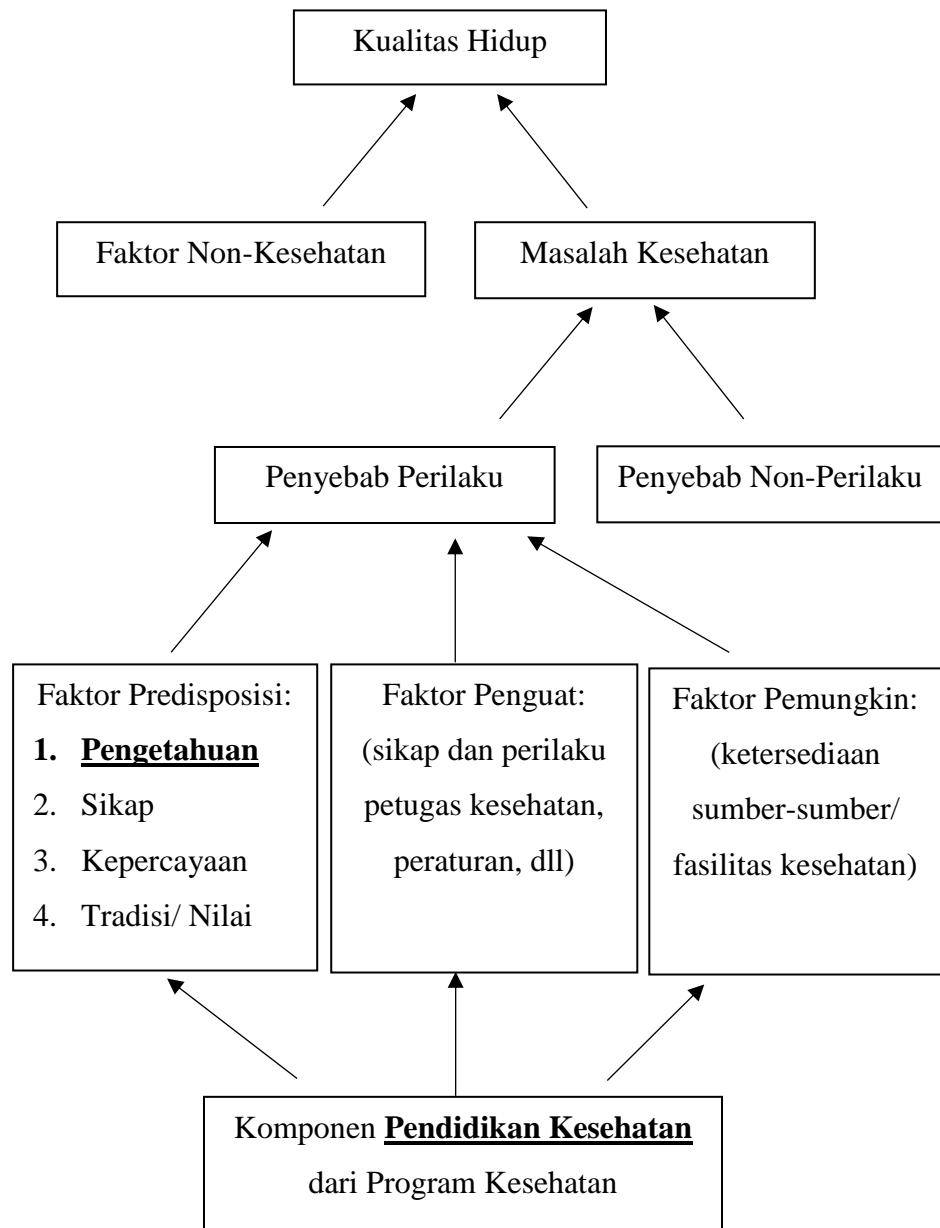 Kualitas Hidup
Faktor Non-Kesehatan
Masalah Kesehatan
Penyebab Perilaku
Penyebab Non-Perilaku
Faktor Predisposisi:
1. Pengetahuan
2. Sikap
3. Kepercayaan
4. Tradisi/ Nilai
Faktor Penguat:
(sikap dan perilaku
petugas kesehatan,
peraturan, dll)
Faktor Pemungkin:
(ketersediaan
sumber-sumber/
fasilitas kesehatan)
Komponen Pendidikan Kesehatan
dari Program Kesehatan